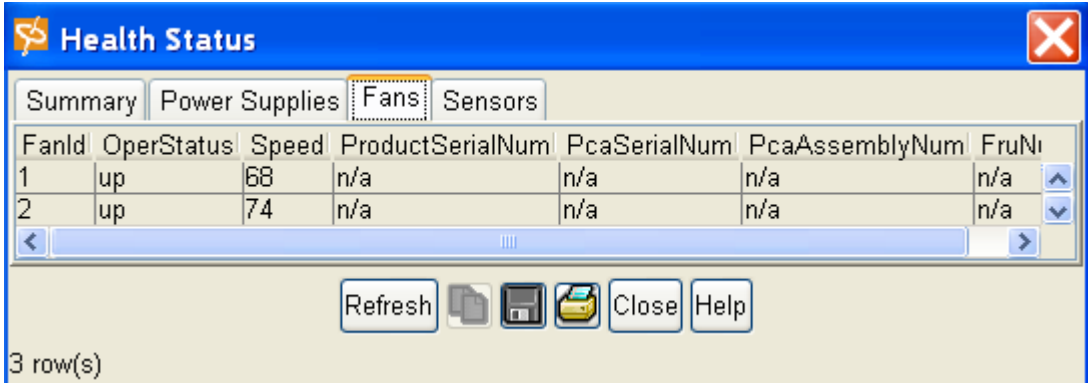 Health Status
Summary Power Supplies Fans Sensors
FanId OperStatus Speed ProductSerialNum PcaSerialNum PcaAssemblyNum
1 up 68 n/a n/a n/a n/a
2 up 74 n/a n/a n/a n/a
Refresh Close Help
3 row(s)